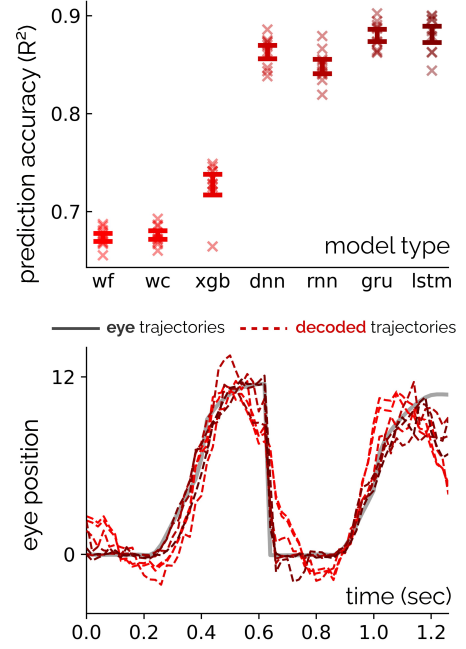 prediction accuracy (R²)
0.9
0.8
0.7
model type
wf wc xgb dnn rnn gru lstm
eye trajectories decoded trajectories
eye position
12
0
time (sec)
0.0 0.2 0.4 0.6 0.8 1.0 1.2